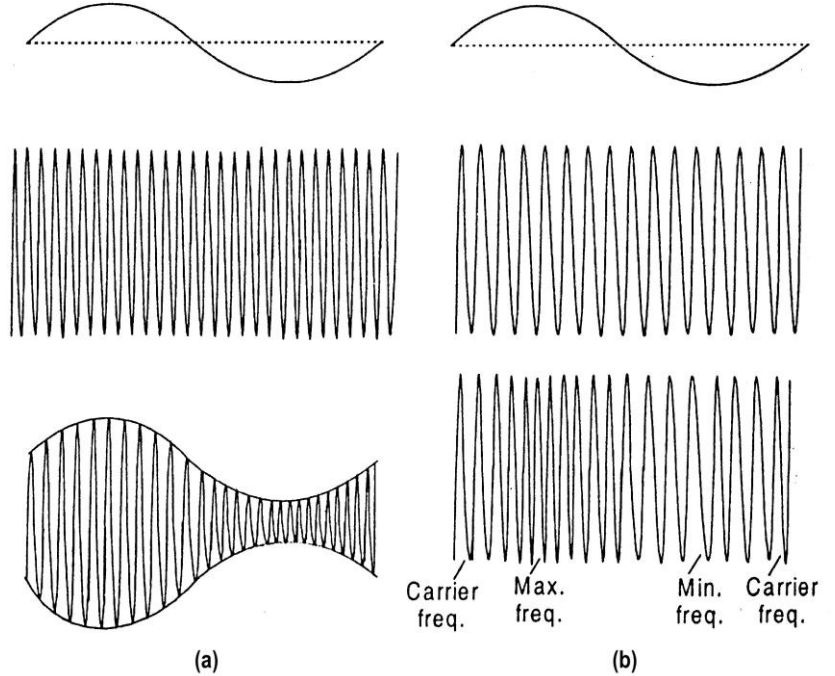 Carrier
freq.
Max.
freq.
Min.
freq.
Carrier
freq.
(a)
(b)